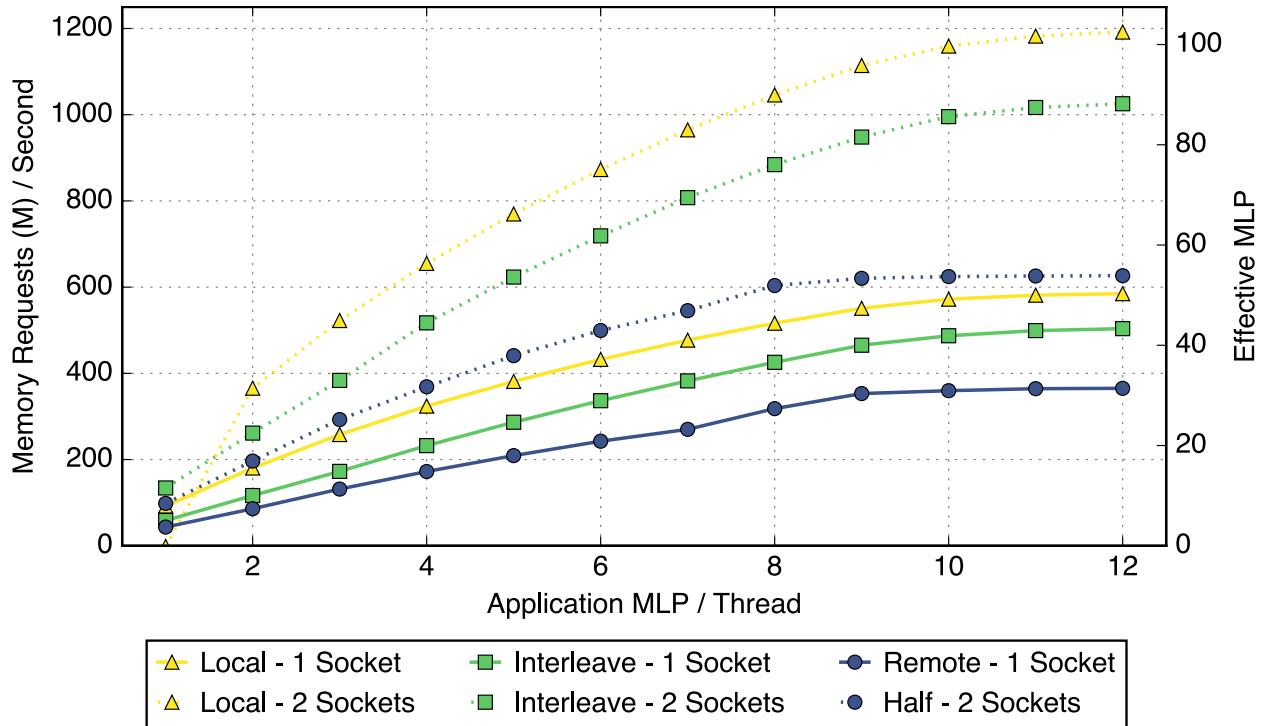 Memory Requests (M) / Second
1200
1000
800
600
400
200
0
100
80
60
40
20
0
Effective MLP
2 4 6 8 10 12
Application MLP / Thread
Local - 1 Socket Interleave - 1 Socket Remote - 1 Socket
Local - 2 Sockets Interleave - 2 Sockets Half - 2 Sockets